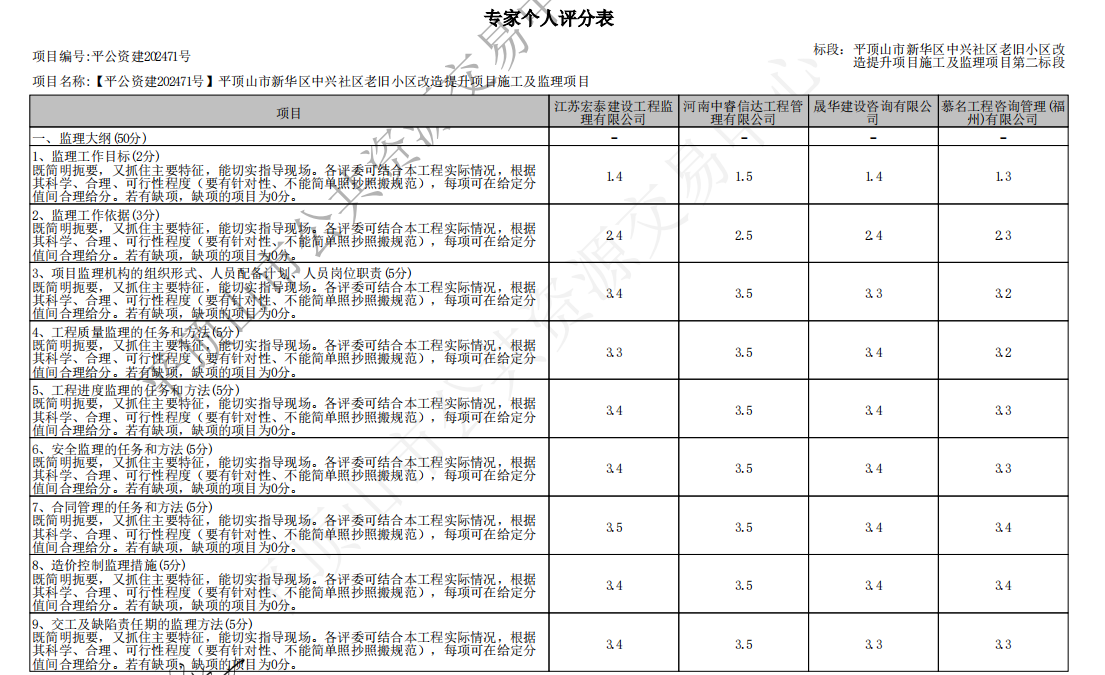 专家个人评分表
项目编号:平公资建202471号
标段: 平顶山市新华区中兴社区老旧小区改
造提升项目施工及监理项目第二标段
项目名称:【平公资建202471号】平顶山市新华区中兴社区老旧小区改造提升项目施工及监理项目
项目
江苏宏泰建设工程监
理有限公司
河南中睿信达工程管
理有限公司
晟华建设咨询有限公
司
慕名工程咨询管理(福
州)有限公司
一、监理大纲(50分)
-
-
-
-
1、监理工作目标(2分)
既简明扼要，又抓住主要特征，能切实指导现场。各评委可结合本工程实际情况，根据
其科学、合理、可行性程度（要有针对性、不能简单照抄照搬规范），每项可在给定分
值间合理给分。若有缺项，缺项的项目为0分。
1.4
1.5
1.4
1.3
2、监理工作依据(3分)
既简明扼要，又抓住主要特征，能切实指导现场。各评委可结合本工程实际情况，根据
其科学、合理、可行性程度（要有针对性、不能简单照抄照搬规范），每项可在给定分
值间合理给分。若有缺项，缺项的项目为0分。
2.4
2.5
2.4
2.3
3、项目监理机构的组织形式、人员配备计划、人员岗位职责(5分)
既简明扼要，又抓住主要特征，能切实指导现场。各评委可结合本工程实际情况，根据
其科学、合理、可行性程度（要有针对性、不能简单照抄照搬规范），每项可在给定分
值间合理给分。若有缺项，缺项的项目为0分。
3.4
3.5
3.3
3.2
4、工程质量监理的任务和方法(5分)
既简明扼要，又抓住主要特征，能切实指导现场。各评委可结合本工程实际情况，根据
其科学、合理、可行性程度（要有针对性、不能简单照抄照搬规范），每项可在给定分
值间合理给分。若有缺项，缺项的项目为0分。
3.3
3.5
3.4
3.2
5、工程进度监理的任务和方法(5分)
既简明扼要，又抓住主要特征，能切实指导现场。各评委可结合本工程实际情况，根据
其科学、合理、可行性程度（要有针对性、不能简单照抄照搬规范），每项可在给定分
值间合理给分。若有缺项，缺项的项目为0分。
3.4
3.5
3.4
3.3
6、安全监理的任务和方法(5分)
既简明扼要，又抓住主要特征，能切实指导现场。各评委可结合本工程实际情况，根据
其科学、合理、可行性程度（要有针对性、不能简单照抄照搬规范），每项可在给定分
值间合理给分。若有缺项，缺项的项目为0分。
3.4
3.5
3.4
3.3
7、合同管理的任务和方法(5分)
既简明扼要，又抓住主要特征，能切实指导现场。各评委可结合本工程实际情况，根据
其科学、合理、可行性程度（要有针对性、不能简单照抄照搬规范），每项可在给定分
值间合理给分。若有缺项，缺项的项目为0分。
3.5
3.5
3.4
3.4
8、造价控制监理措施(5分)
既简明扼要，又抓住主要特征，能切实指导现场。各评委可结合本工程实际情况，根据
其科学、合理、可行性程度（要有针对性、不能简单照抄照搬规范），每项可在给定分
值间合理给分。若有缺项，缺项的项目为0分。
3.4
3.5
3.4
3.4
9、交工及缺陷责任期的监理方法(5分)
既简明扼要，又抓住主要特征，能切实指导现场。各评委可结合本工程实际情况，根据
其科学、合理、可行性程度（要有针对性、不能简单照抄照搬规范），每项可在给定分
值间合理给分。若有缺项，缺项的项目为0分。
3.4
3.5
3.3
3.3
平顶山市公共资源交易中
顶山市公共资源交易中心